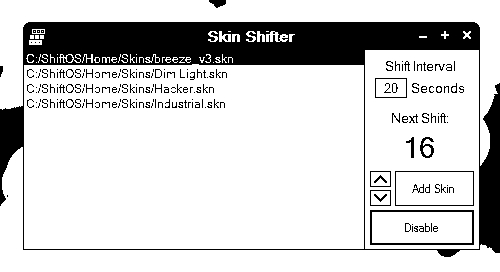 Skin Shifter
C:/ShiftOS/Home/Skins/breeze_v3.skn
C:/ShiftOS/Home/Skins/Dim Light.skn
C:/ShiftOS/Home/Skins/Hacker.skn
C:/ShiftOS/Home/Skins/Industrial.skn
Shift Interval
20 Seconds
Next Shift:
16
Add Skin
Disable